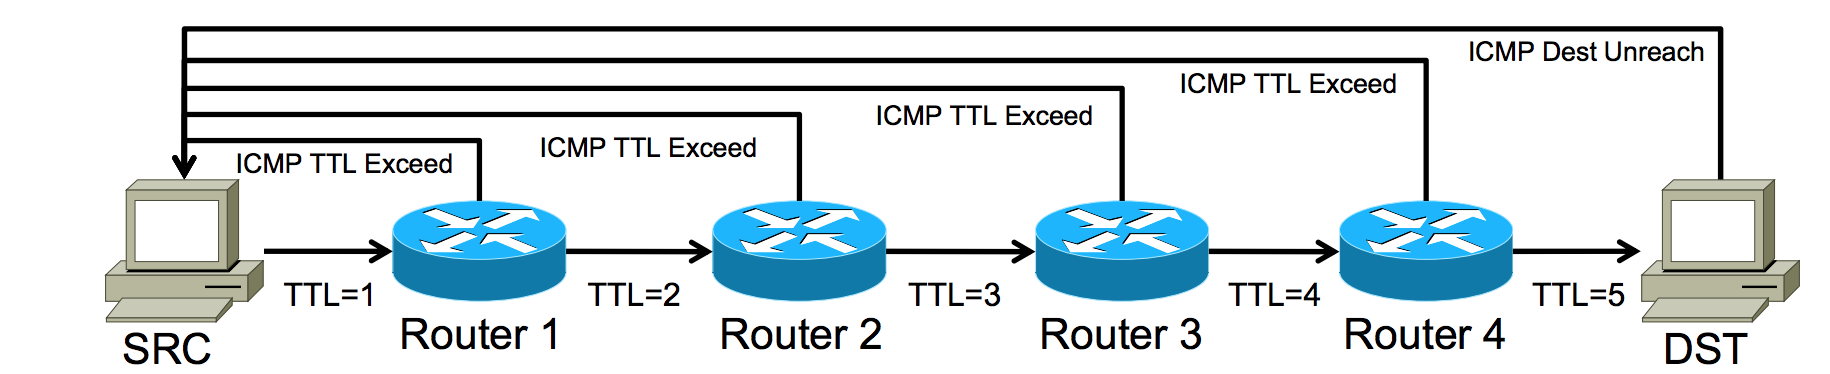 ICMP Dest Unreach
ICMP TTL Exceed
ICMP TTL Exceed
ICMP TTL Exceed
ICMP TTL Exceed
TTL=1
TTL=2
TTL=3
TTL=4
TTL=5
SRC
Router 1
Router 2
Router 3
Router 4
DST